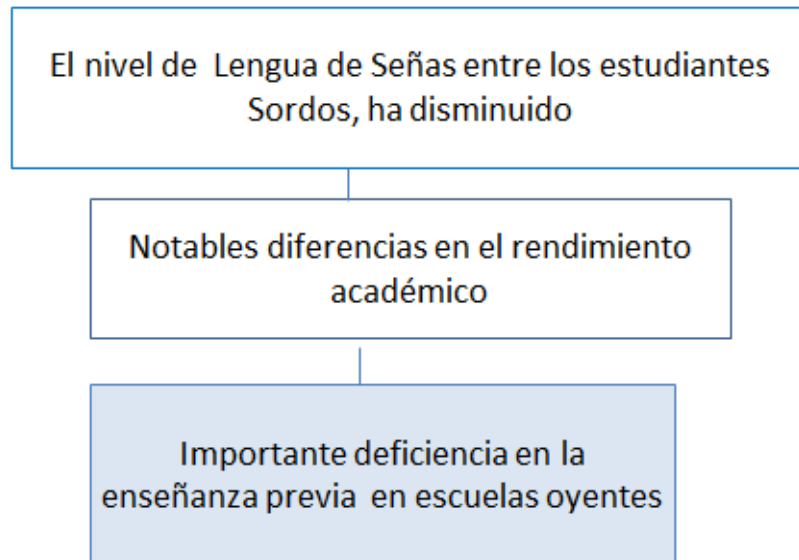 El nivel de Lengua de Señas entre los estudiantes
Sordos, ha disminuido
Notables diferencias en el rendimiento
académico
Importante deficiencia en la
enseñanza previa en escuelas oyentes